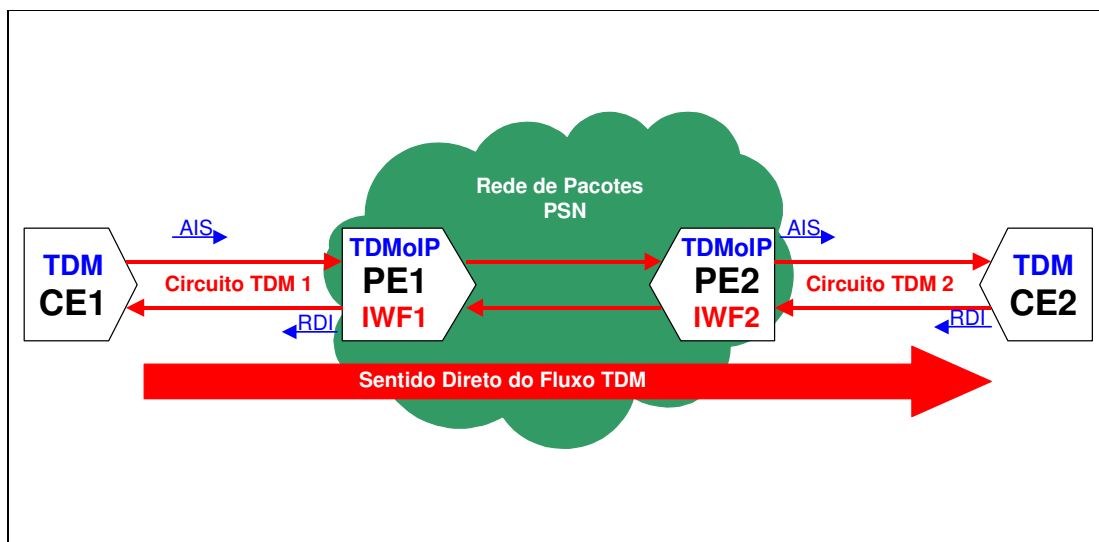 Rede de Pacotes
PSN
AIS
AIS
TDM
CE1
Circuito TDM 1
TDMoIP
PE1
IWF1
TDMoIP
PE2
IWF2
Circuito TDM 2
TDM
CE2
RDI
RDI
Sentido Direto do Fluxo TDM